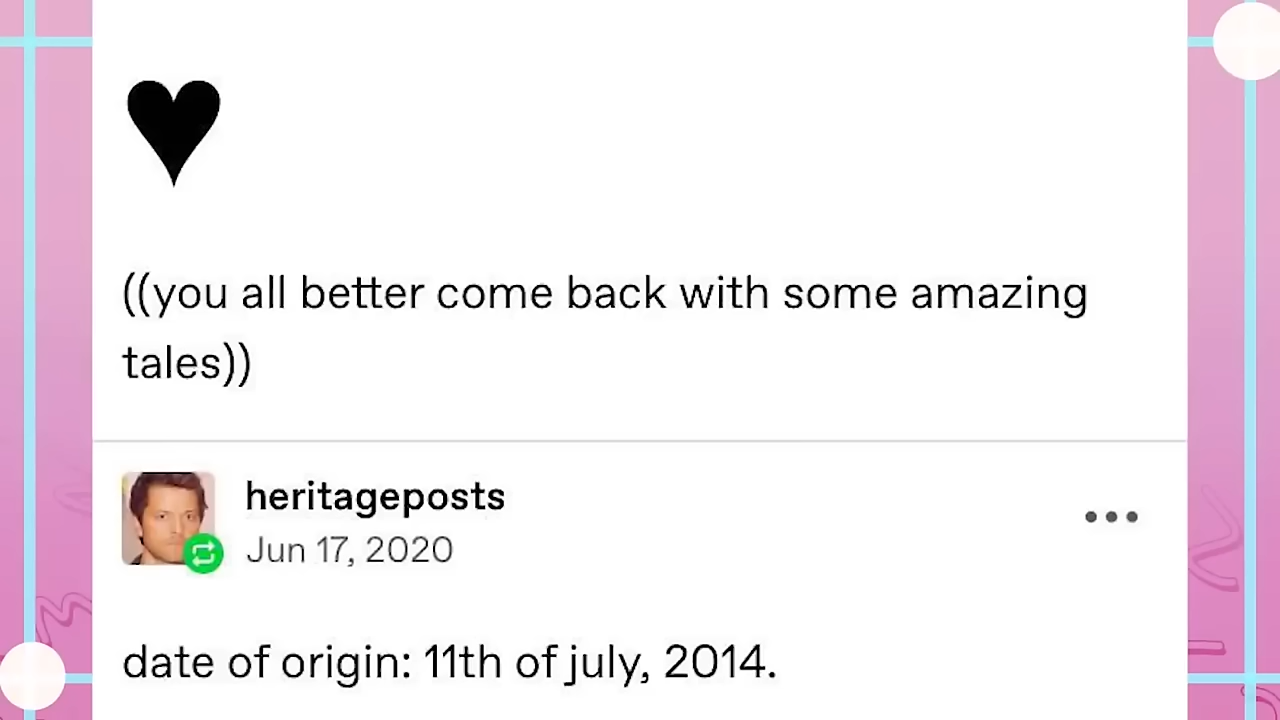 ♥
((you all better come back with some amazing
tales))
heritageposts
Jun 17, 2020
date of origin: 11th of july, 2014.